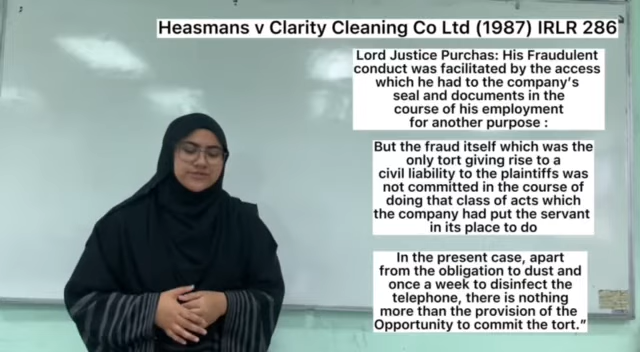 Heasmans v Clarity Cleaning Co Ltd (1987) IRLR 286
Lord Justice Purchas: His Fraudulent
conduct was facilitated by the access
which he had to the company's
seal and documents in the
course of his employment
for another purpose :
But the fraud itself which was the
only tort giving rise to a
civil liability to the plaintiffs was
not committed in the course of
doing that class of acts which
the company had put the servant
in its place to do
In the present case, apart
from the obligation to dust and
once a week to disinfect the
telephone, there is nothing
more than the provision of the
Opportunity to commit the tort."